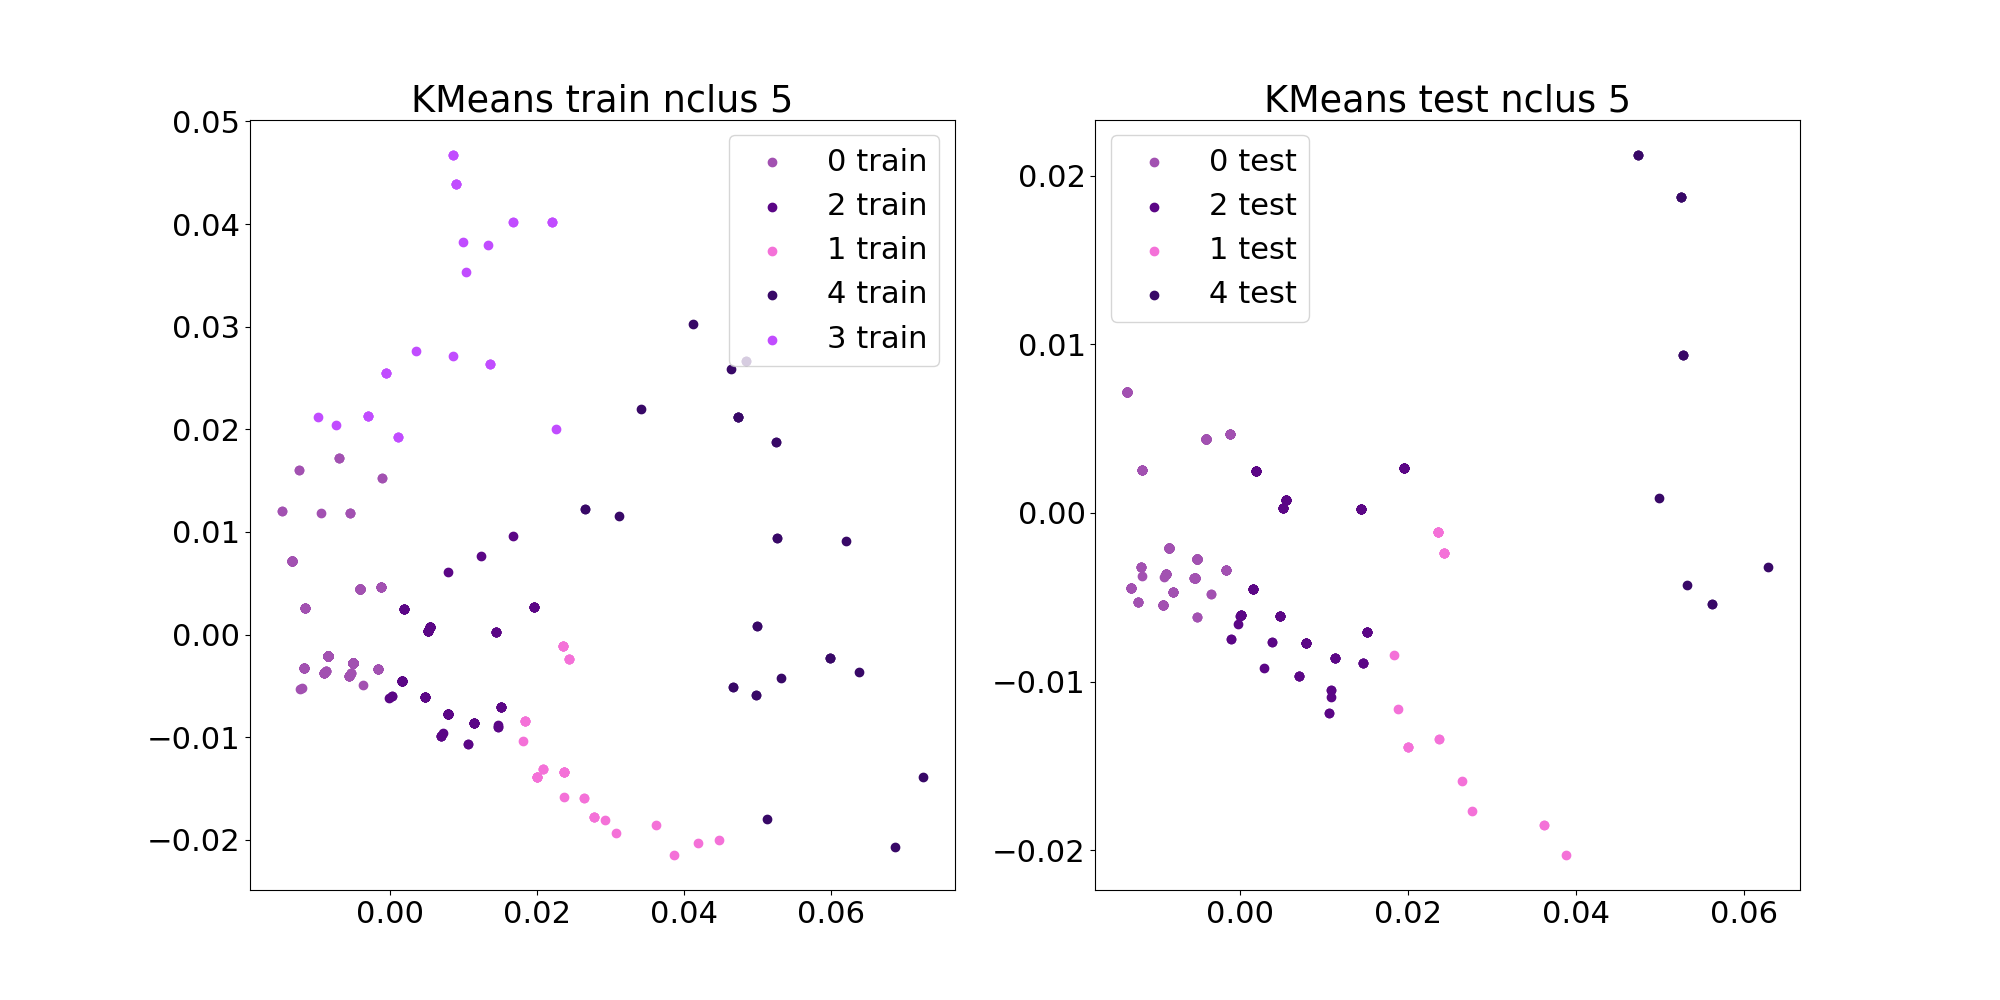 KMeans train nclus 5
0.05
0.04
0.03
0.02
0.01
0.00
−0.01
−0.02
0.00 0.02 0.04 0.06
0 train
2 train
1 train
4 train
3 train
KMeans test nclus 5
0.02
0.01
0.00
−0.01
−0.02
0.00 0.02 0.04 0.06
0 test
2 test
1 test
4 test